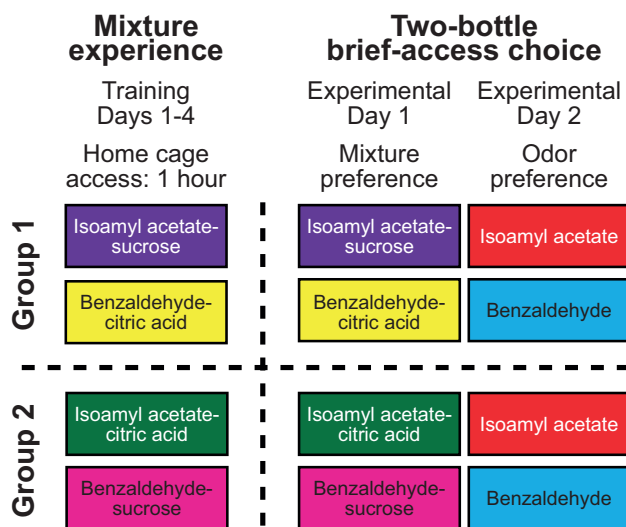 Mixture
experience
Two-bottle
brief-access choice
Training
Days 1-4
Experimental
Day 1
Experimental
Day 2
Home cage
access: 1 hour
Mixture
preference
Odor
preference
Group 1
Isoamyl acetate-
sucrose
Isoamyl acetate-
sucrose
Isoamyl acetate
Benzaldehyde-
citric acid
Benzaldehyde-
citric acid
Benzaldehyde
Group 2
Isoamyl acetate-
citric acid
Isoamyl acetate-
citric acid
Isoamyl acetate
Benzaldehyde-
sucrose
Benzaldehyde-
sucrose
Benzaldehyde